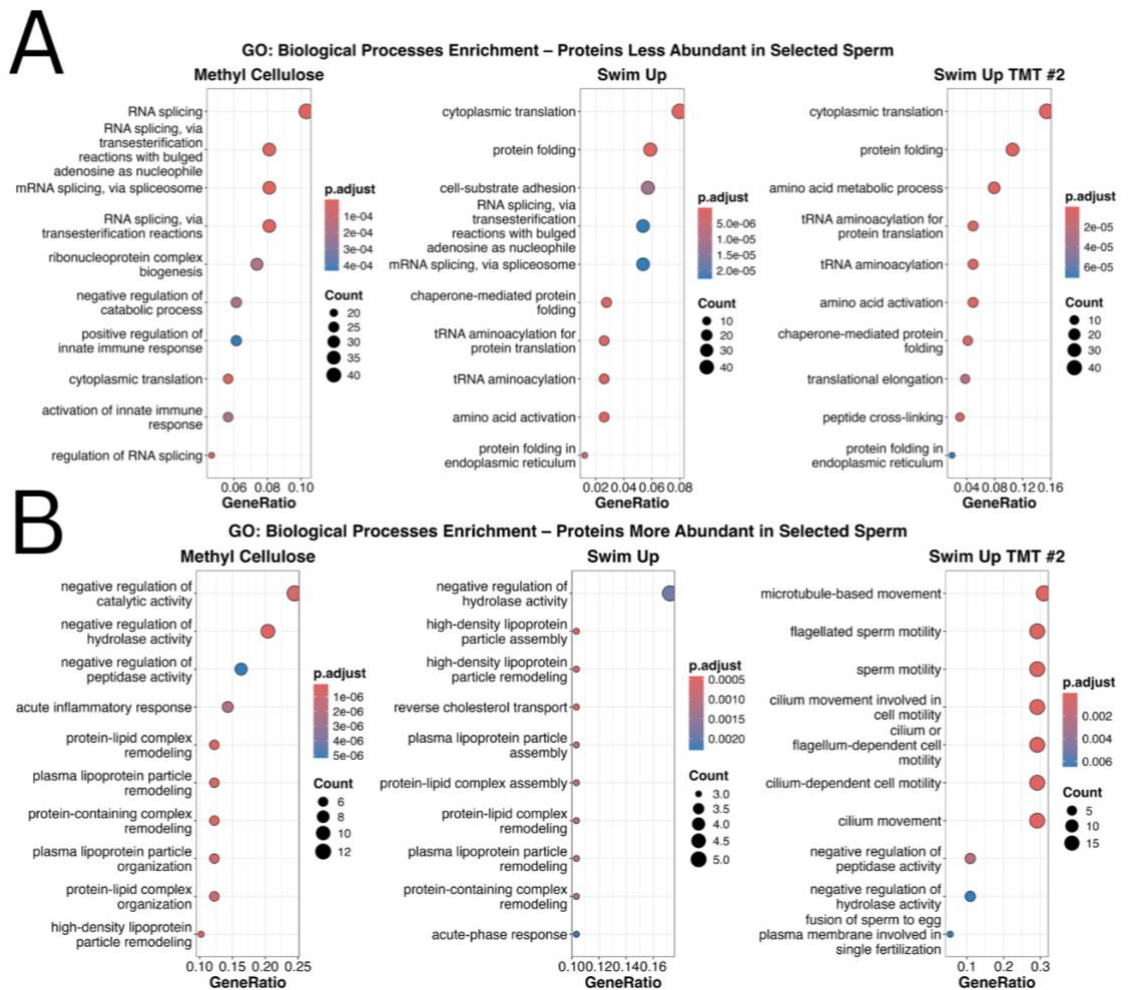 A
GO: Biological Processes Enrichment – Proteins Less Abundant in Selected Sperm
Methyl Cellulose
RNA splicing
RNA splicing, via
transesterification
reactions with bulged
adenosine as nucleophile
mRNA splicing, via spliceosome
RNA splicing, via
transesterification reactions
ribonucleoprotein complex
biogenesis
negative regulation of
catabolic process
positive regulation of
innate immune response
cytoplasmic translation
activation of innate immune
response
regulation of RNA splicing
0.06 0.08 0.10
GeneRatio
p.adjust
1e-04
2e-04
3e-04
4e-04
Count
20
25
30
35
40
Swim Up
cytoplasmic translation
protein folding
cell-substrate adhesion
RNA splicing, via
transesterification
reactions with bulged
adenosine as nucleophile
mRNA splicing, via spliceosome
chaperone-mediated protein
folding
tRNA aminoacylation for
protein translation
tRNA aminoacylation
amino acid activation
protein folding in
endoplasmic reticulum
0.02 0.04 0.06 0.08
GeneRatio
p.adjust
5.0e-06
1.0e-05
1.5e-05
2.0e-05
Count
10
20
30
40
Swim Up TMT #2
cytoplasmic translation
protein folding
amino acid metabolic process
tRNA aminoacylation for
protein translation
tRNA aminoacylation
amino acid activation
chaperone-mediated protein
folding
translational elongation
peptide cross-linking
protein folding in
endoplasmic reticulum
0.04 0.08 0.12 0.16
GeneRatio
p.adjust
2e-05
4e-05
6e-05
Count
10
20
30
40
B
GO: Biological Processes Enrichment – Proteins More Abundant in Selected Sperm
Methyl Cellulose
negative regulation of
catalytic activity
negative regulation of
hydrolase activity
negative regulation of
peptidase activity
acute inflammatory response
protein-lipid complex
remodeling
plasma lipoprotein particle
remodeling
protein-containing complex
remodeling
plasma lipoprotein particle
organization
protein-lipid complex
organization
high-density lipoprotein
particle remodeling
0.10 0.15 0.20 0.25
GeneRatio
p.adjust
1e-06
2e-06
3e-06
4e-06
5e-06
Count
6
8
10
12
Swim Up
negative regulation of
hydrolase activity
high-density lipoprotein
particle assembly
high-density lipoprotein
particle remodeling
reverse cholesterol transport
plasma lipoprotein particle
assembly
protein-lipid complex assembly
protein-lipid complex
remodeling
plasma lipoprotein particle
remodeling
protein-containing complex
remodeling
acute-phase response
0.10 0.12 0.14 0.16
GeneRatio
p.adjust
0.0005
0.0010
0.0015
0.0020
Count
3.0
3.5
4.0
4.5
5.0
Swim Up TMT #2
microtubule-based movement
flagellated sperm motility
sperm motility
cilium movement involved in
cell motility
cilium or
flagellum-dependent cell
motility
cilium-dependent cell motility
cilium movement
negative regulation of
peptidase activity
negative regulation of
hydrolase activity
fusion of sperm to egg
plasma membrane involved in
single fertilization
0.1 0.2 0.3
GeneRatio
p.adjust
0.002
0.004
0.006
Count
5
10
15